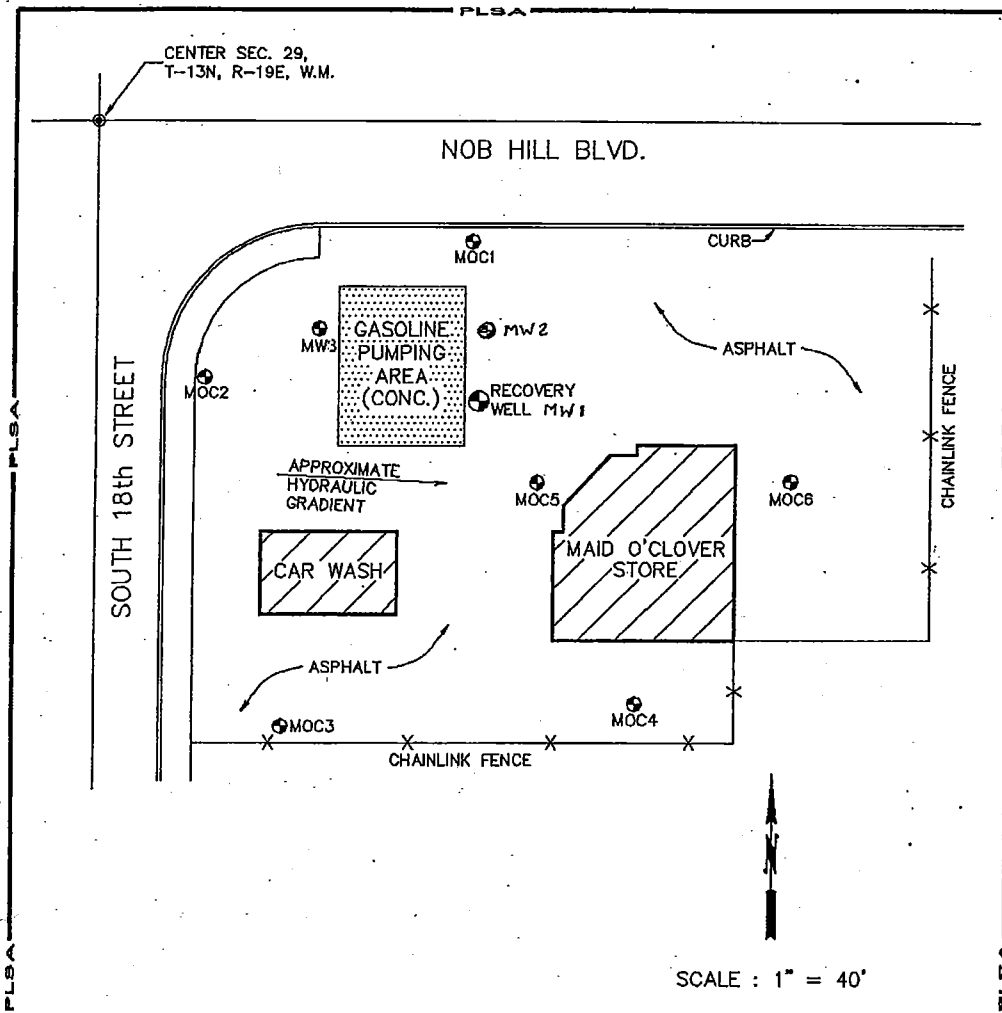 PLSA
CENTER SEC. 29,
T-13N, R-19E, W.M.
NOB HILL BLVD.
CURB
MOC1
GASOLINE
PUMPING
AREA
(CONC.)
MW3
MW2
MOC2
RECOVERY
WELL MW1
ASPHALT
CHAINLINK FENCE
PLSA
SOUTH 18th STREET
APPROXIMATE
HYDRAULIC
GRADIENT
MOC5
MOC6
CAR WASH
MAID O'CLOVER
STORE
ASPHALT
MOC3
MOC4
CHAINLINK FENCE
N
PLSA
SCALE : 1" = 40'